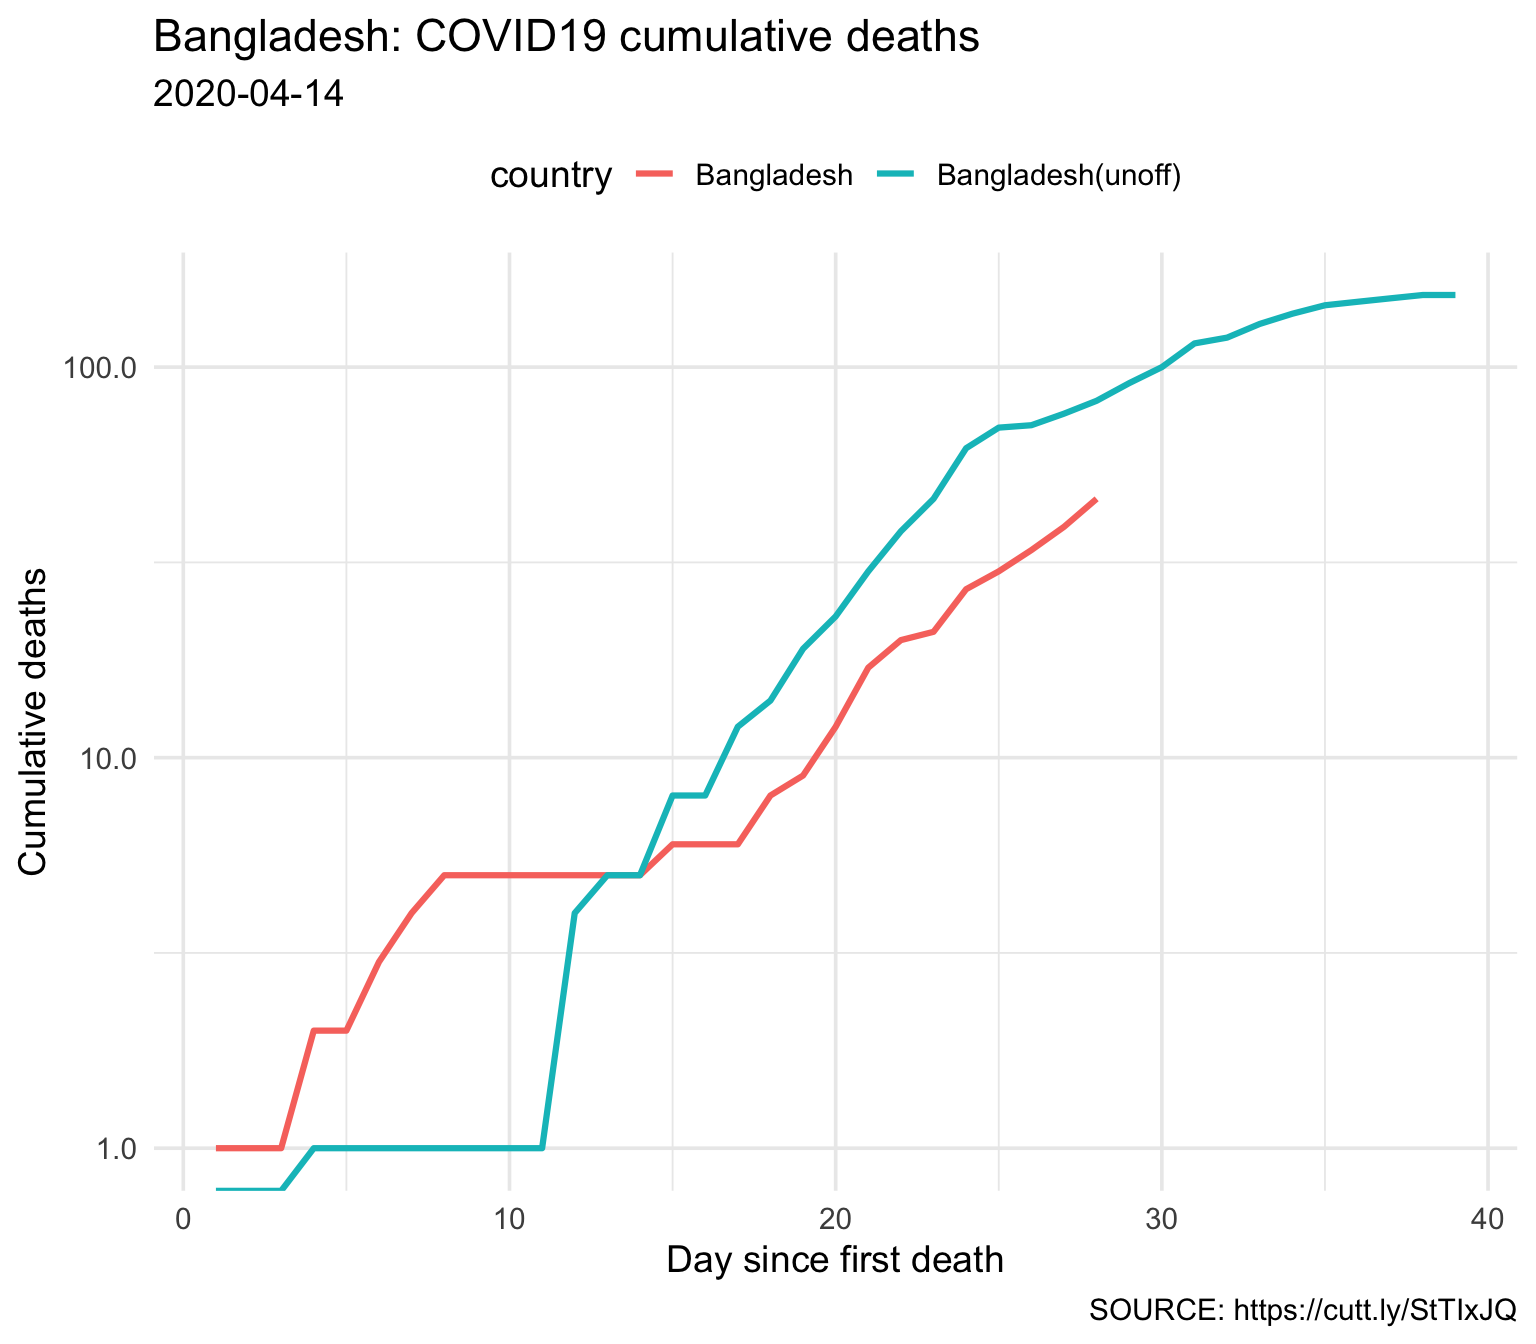 Bangladesh: COVID19 cumulative deaths
2020-04-14
country Bangladesh Bangladesh(unoff)
Cumulative deaths
100.0
10.0
1.0
0 10 20 30 40
Day since first death
SOURCE: https://cutt.ly/StTIxJQ